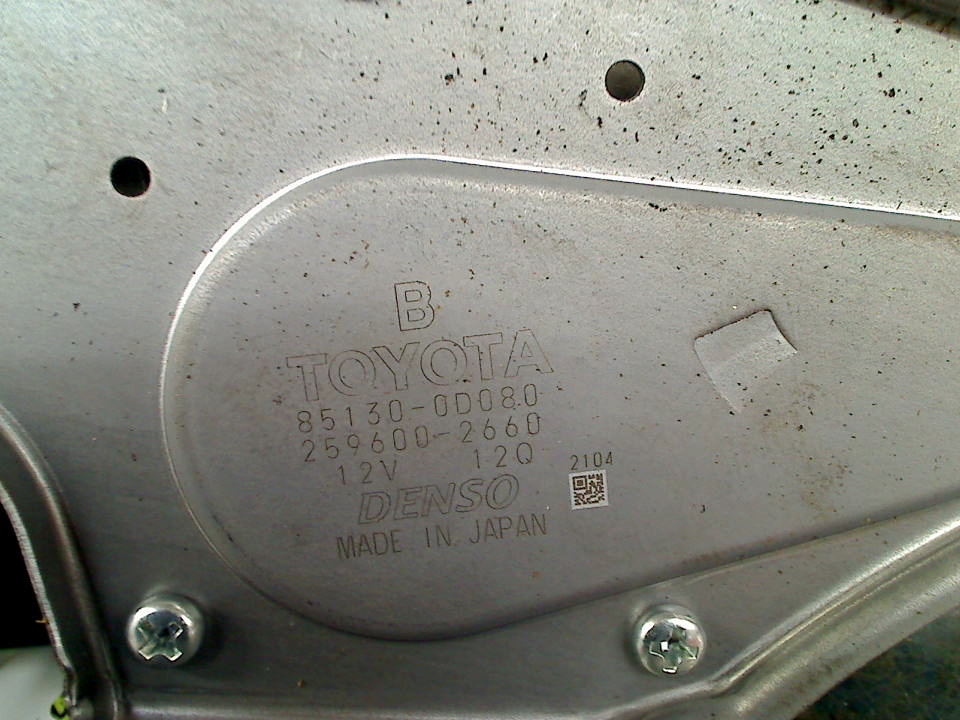 B
TOYOTA
85130-0D080
259600-2660
12V 12Q
2104
DENSO
MADE IN JAPAN